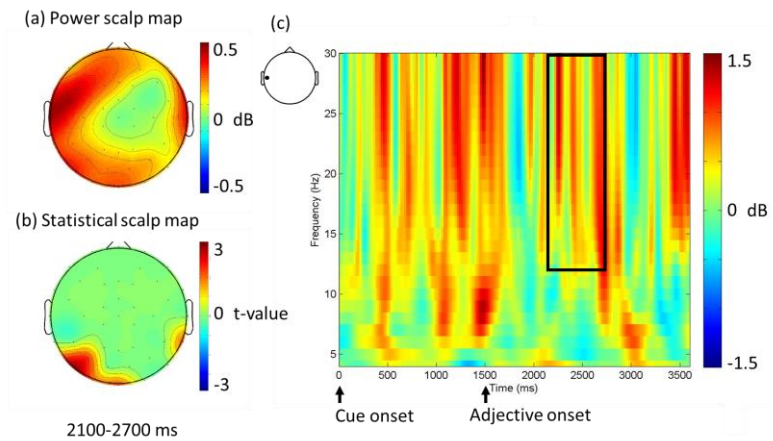 (a) Power scalp map
0.5
0 dB
-0.5
(b) Statistical scalp map
3
0 t-value
-3
2100-2700 ms
(c)
30
25
20
15
10
5
Frequency (Hz)
0 500 1000 1500 2000 2500 3000 3500
Time (ms)
Cue onset
Adjective onset
1.5
0 dB
-1.5